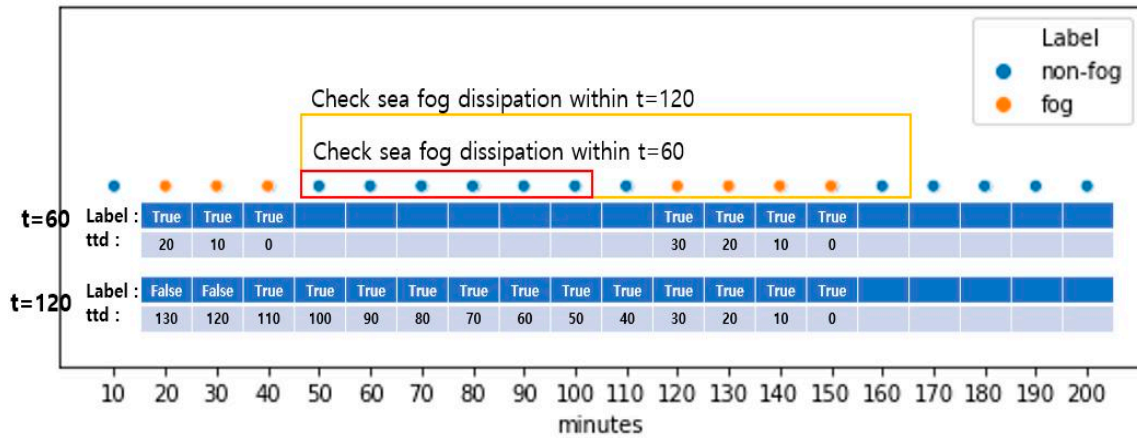 Label
non-fog
fog
Check sea fog dissipation within t=120
Check sea fog dissipation within t=60
t=60
Label : True True True True True True True
ttd : 20 10 0 30 20 10 0
t=120
Label : False False True True True True True True True True True True True True
ttd : 130 120 110 100 90 80 70 60 50 40 30 20 10 0
10 20 30 40 50 60 70 80 90 100 110 120 130 140 150 160 170 180 190 200
minutes